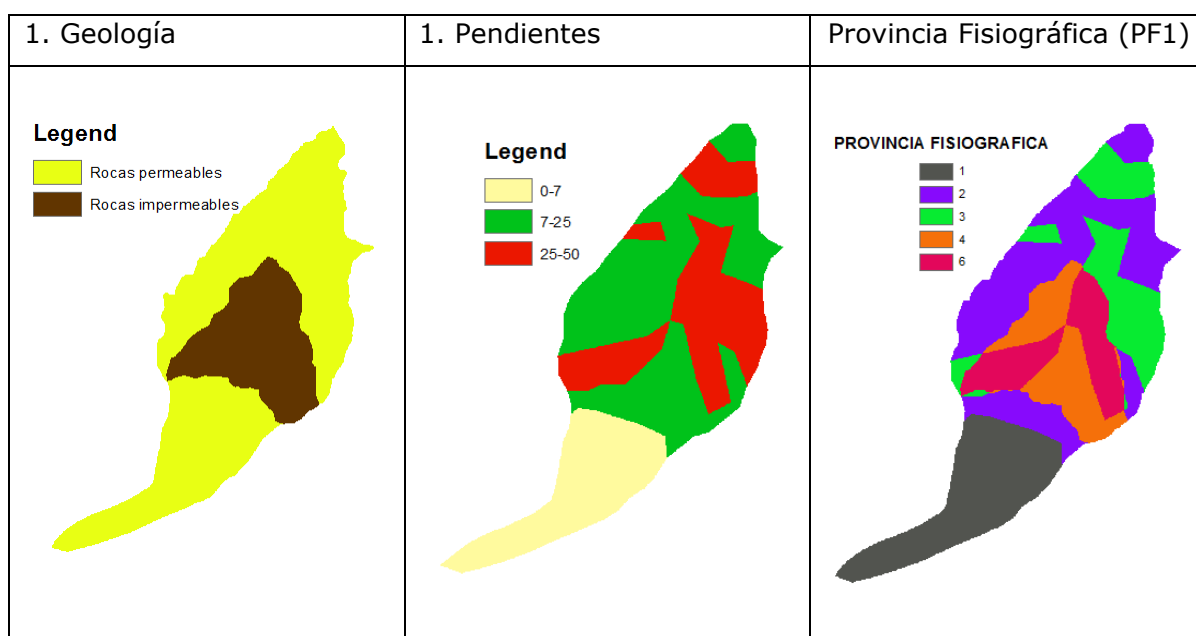 1. Geología
1. Pendientes
Provincia Fisiográfica (PF1)
Legend
Rocas permeables
Rocas impermeables
Legend
0-7
7-25
25-50
PROVINCIA FISIOGRAFICA
1
2
3
4
6